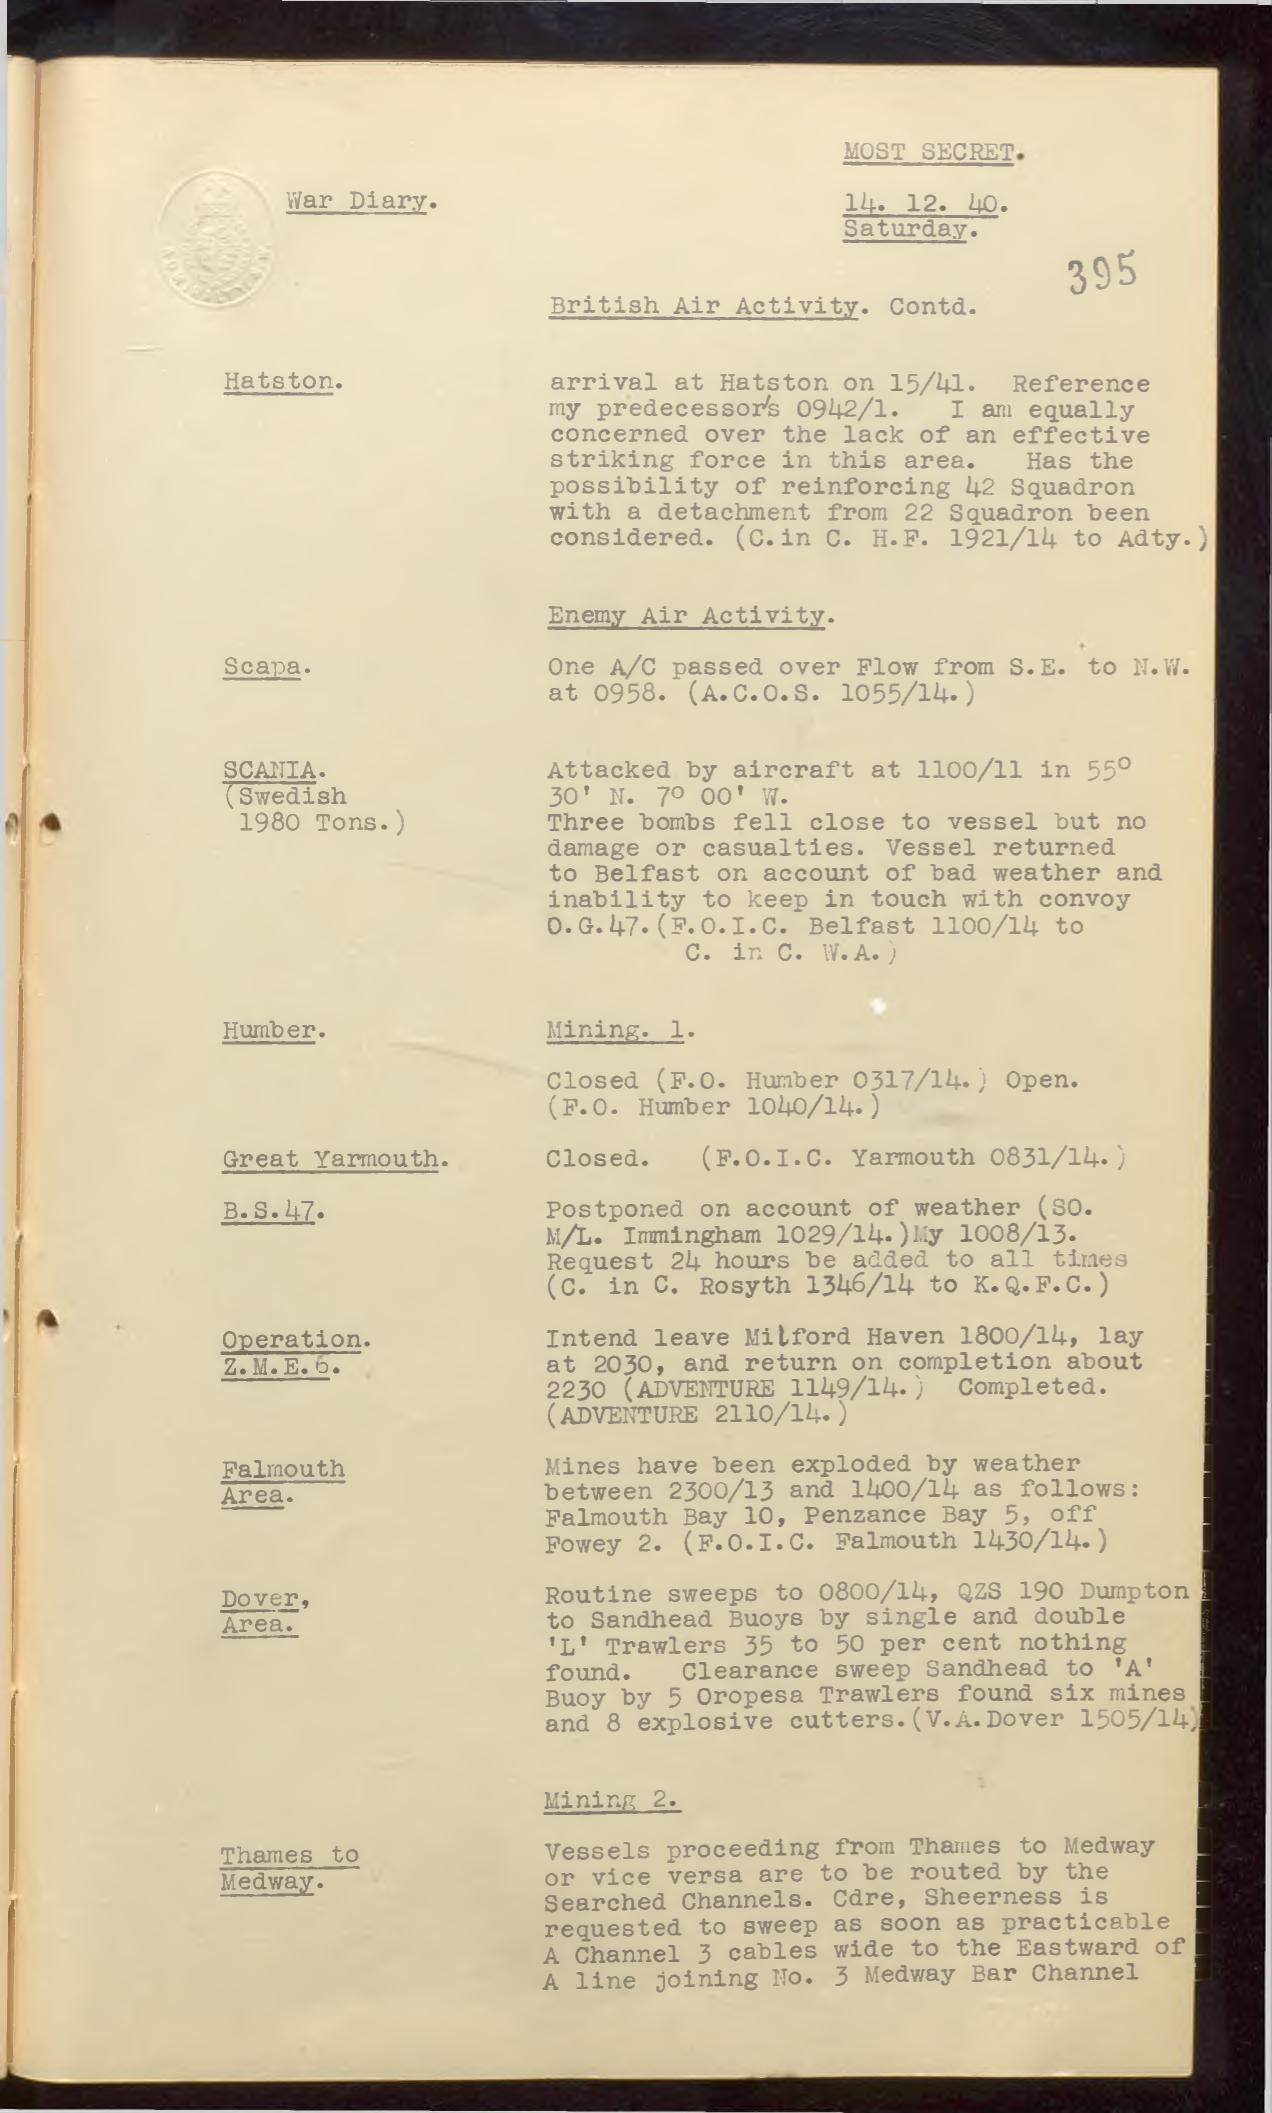 MOST SECRET.
War Diary.
14. 12. 40.
Saturday.
395
British Air Activity. Contd.
Hatston.
arrival at Hatston on 15/41. Reference
my predecessor's 0942/1. I am equally
concerned over the lack of an effective
striking force in this area. Has the
possibility of reinforcing 42 Squadron
with a detachment from 22 Squadron been
considered. (C.in C. H.F. 1921/14 to Adty.)
Enemy Air Activity.
Scapa.
One A/C passed over Flow from S.E. to N.W.
at 0958. (A.C.O.S. 1055/14.)
SCANIA.
(Swedish
1980 Tons.)
Attacked by aircraft at 1100/11 in 55°
30' N. 7° 00' W.
Three bombs fell close to vessel but no
damage or casualties. Vessel returned
to Belfast on account of bad weather and
inability to keep in touch with convoy
O.G.47.(F.O.I.C. Belfast 1100/14 to
C. in C. W.A.)
Humber.
Mining. 1.
Closed (F.O. Humber 0317/14.) Open.
(F.O. Humber 1040/14.)
Great Yarmouth.
Closed. (F.O.I.C. Yarmouth 0831/14.)
B.S.47.
Postponed on account of weather (SO.
M/L. Immingham 1029/14.)My 1008/13.
Request 24 hours be added to all times
(C. in C. Rosyth 1346/14 to K.Q.F.C.)
Operation.
Z.M.E.6.
Intend leave Milford Haven 1800/14, lay
at 2030, and return on completion about
2230 (ADVENTURE 1149/14.) Completed.
(ADVENTURE 2110/14.)
Falmouth
Area.
Mines have been exploded by weather
between 2300/13 and 1400/14 as follows:
Falmouth Bay 10, Penzance Bay 5, off
Fowey 2. (F.O.I.C. Falmouth 1430/14.)
Dover,
Area.
Routine sweeps to 0800/14, QZS 190 Dumpton
to Sandhead Buoys by single and double
'L' Trawlers 35 to 50 per cent nothing
found. Clearance sweep Sandhead to 'A'
Buoy by 5 Oropesa Trawlers found six mines
and 8 explosive cutters.(V.A.Dover 1505/14)
Mining 2.
Thames to
Medway.
Vessels proceeding from Thames to Medway
or vice versa are to be routed by the
Searched Channels. Cdre, Sheerness is
requested to sweep as soon as practicable
A Channel 3 cables wide to the Eastward of
A line joining No. 3 Medway Bar Channel